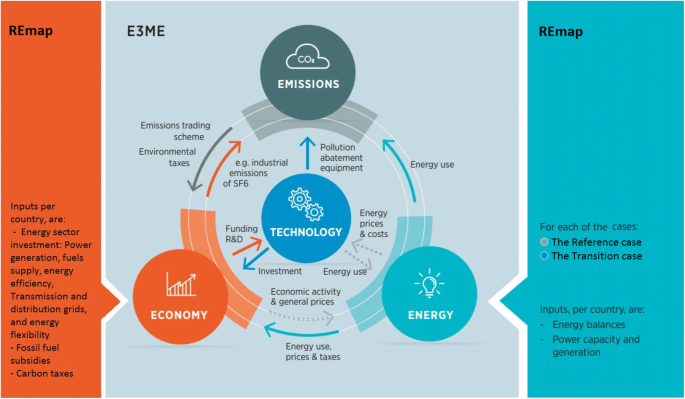 REmap
Inputs per
country, are:
- Energy sector
investment: Power
generation, fuels
supply, energy
efficiency,
Transmission and
distribution grids,
and energy
flexibility
- Fossil fuel
subsidies
- Carbon taxes
E3ME
CO₂
EMISSIONS
Emissions trading
scheme
Environmental
taxes
e.g. industrial
emissions
of SF6
Pollution
abatement
equipment
Energy use
TECHNOLOGY
Funding
R&D
Investment
Energy
prices
& costs
Energy use
ECONOMY
Economic activity
& general prices
ENERGY
Energy use,
prices & taxes
REmap
For each of the cases:
The Reference case
The Transition case
Inputs, per country, are:
- Energy balances
- Power capacity and
generation